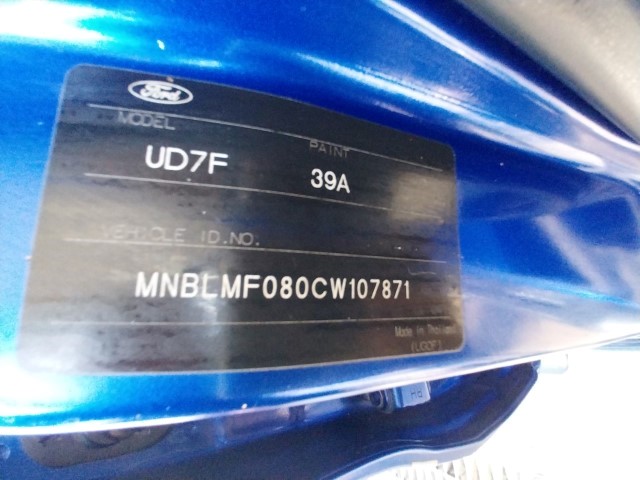 Ford
MODEL
PAINT
UD7F
39A
VEHICLE ID.NO.
MNBLMF080CW107871
Made in Thailand